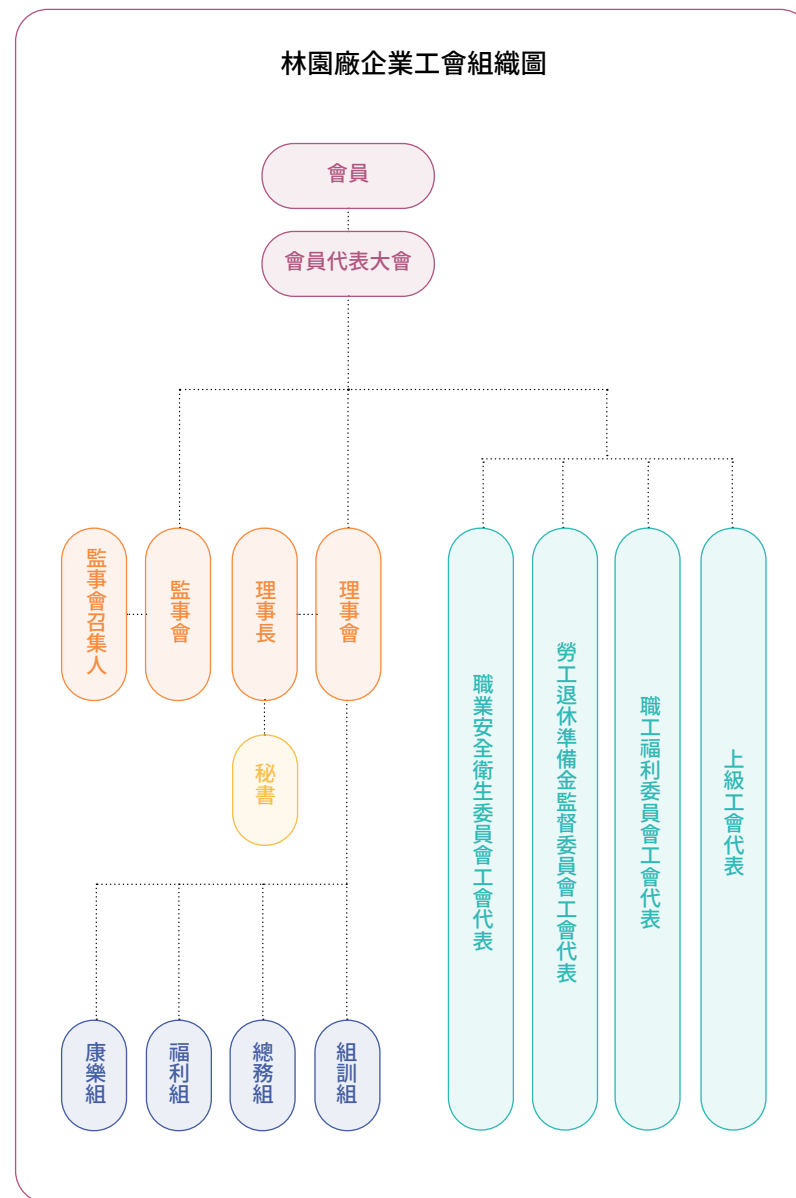 林園廠企業工會組織圖
會員
會員代表大會
監事會召集人
監事會
理事長
理事會
職業安全衛生委員會工會代表
勞工退休準備金監督委員會工會代表
職工福利委員會工會代表
上級工會代表
秘書
康樂組
福利組
總務組
組訓組